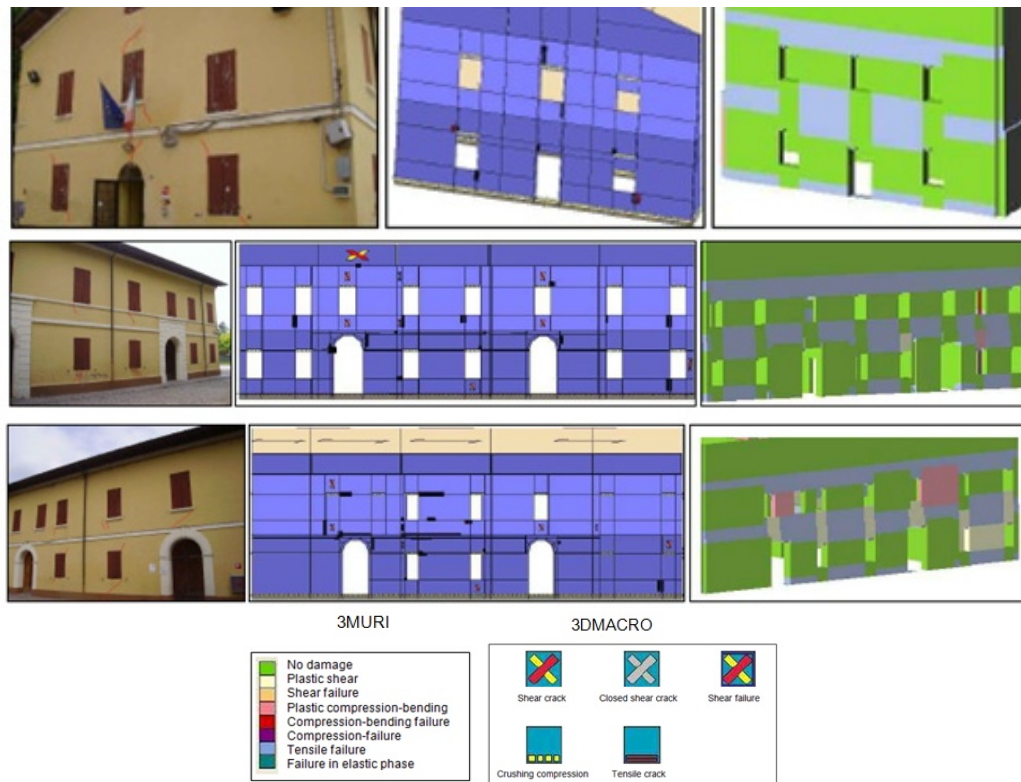 3MURI
3DMACRO
No damage
Plastic shear
Shear failure
Plastic compression-bending
Compression-bending failure
Compression-failure
Tensile failure
Failure in elastic phase
Shear crack
Closed shear crack
Shear failure
Crushing compression
Tensile crack